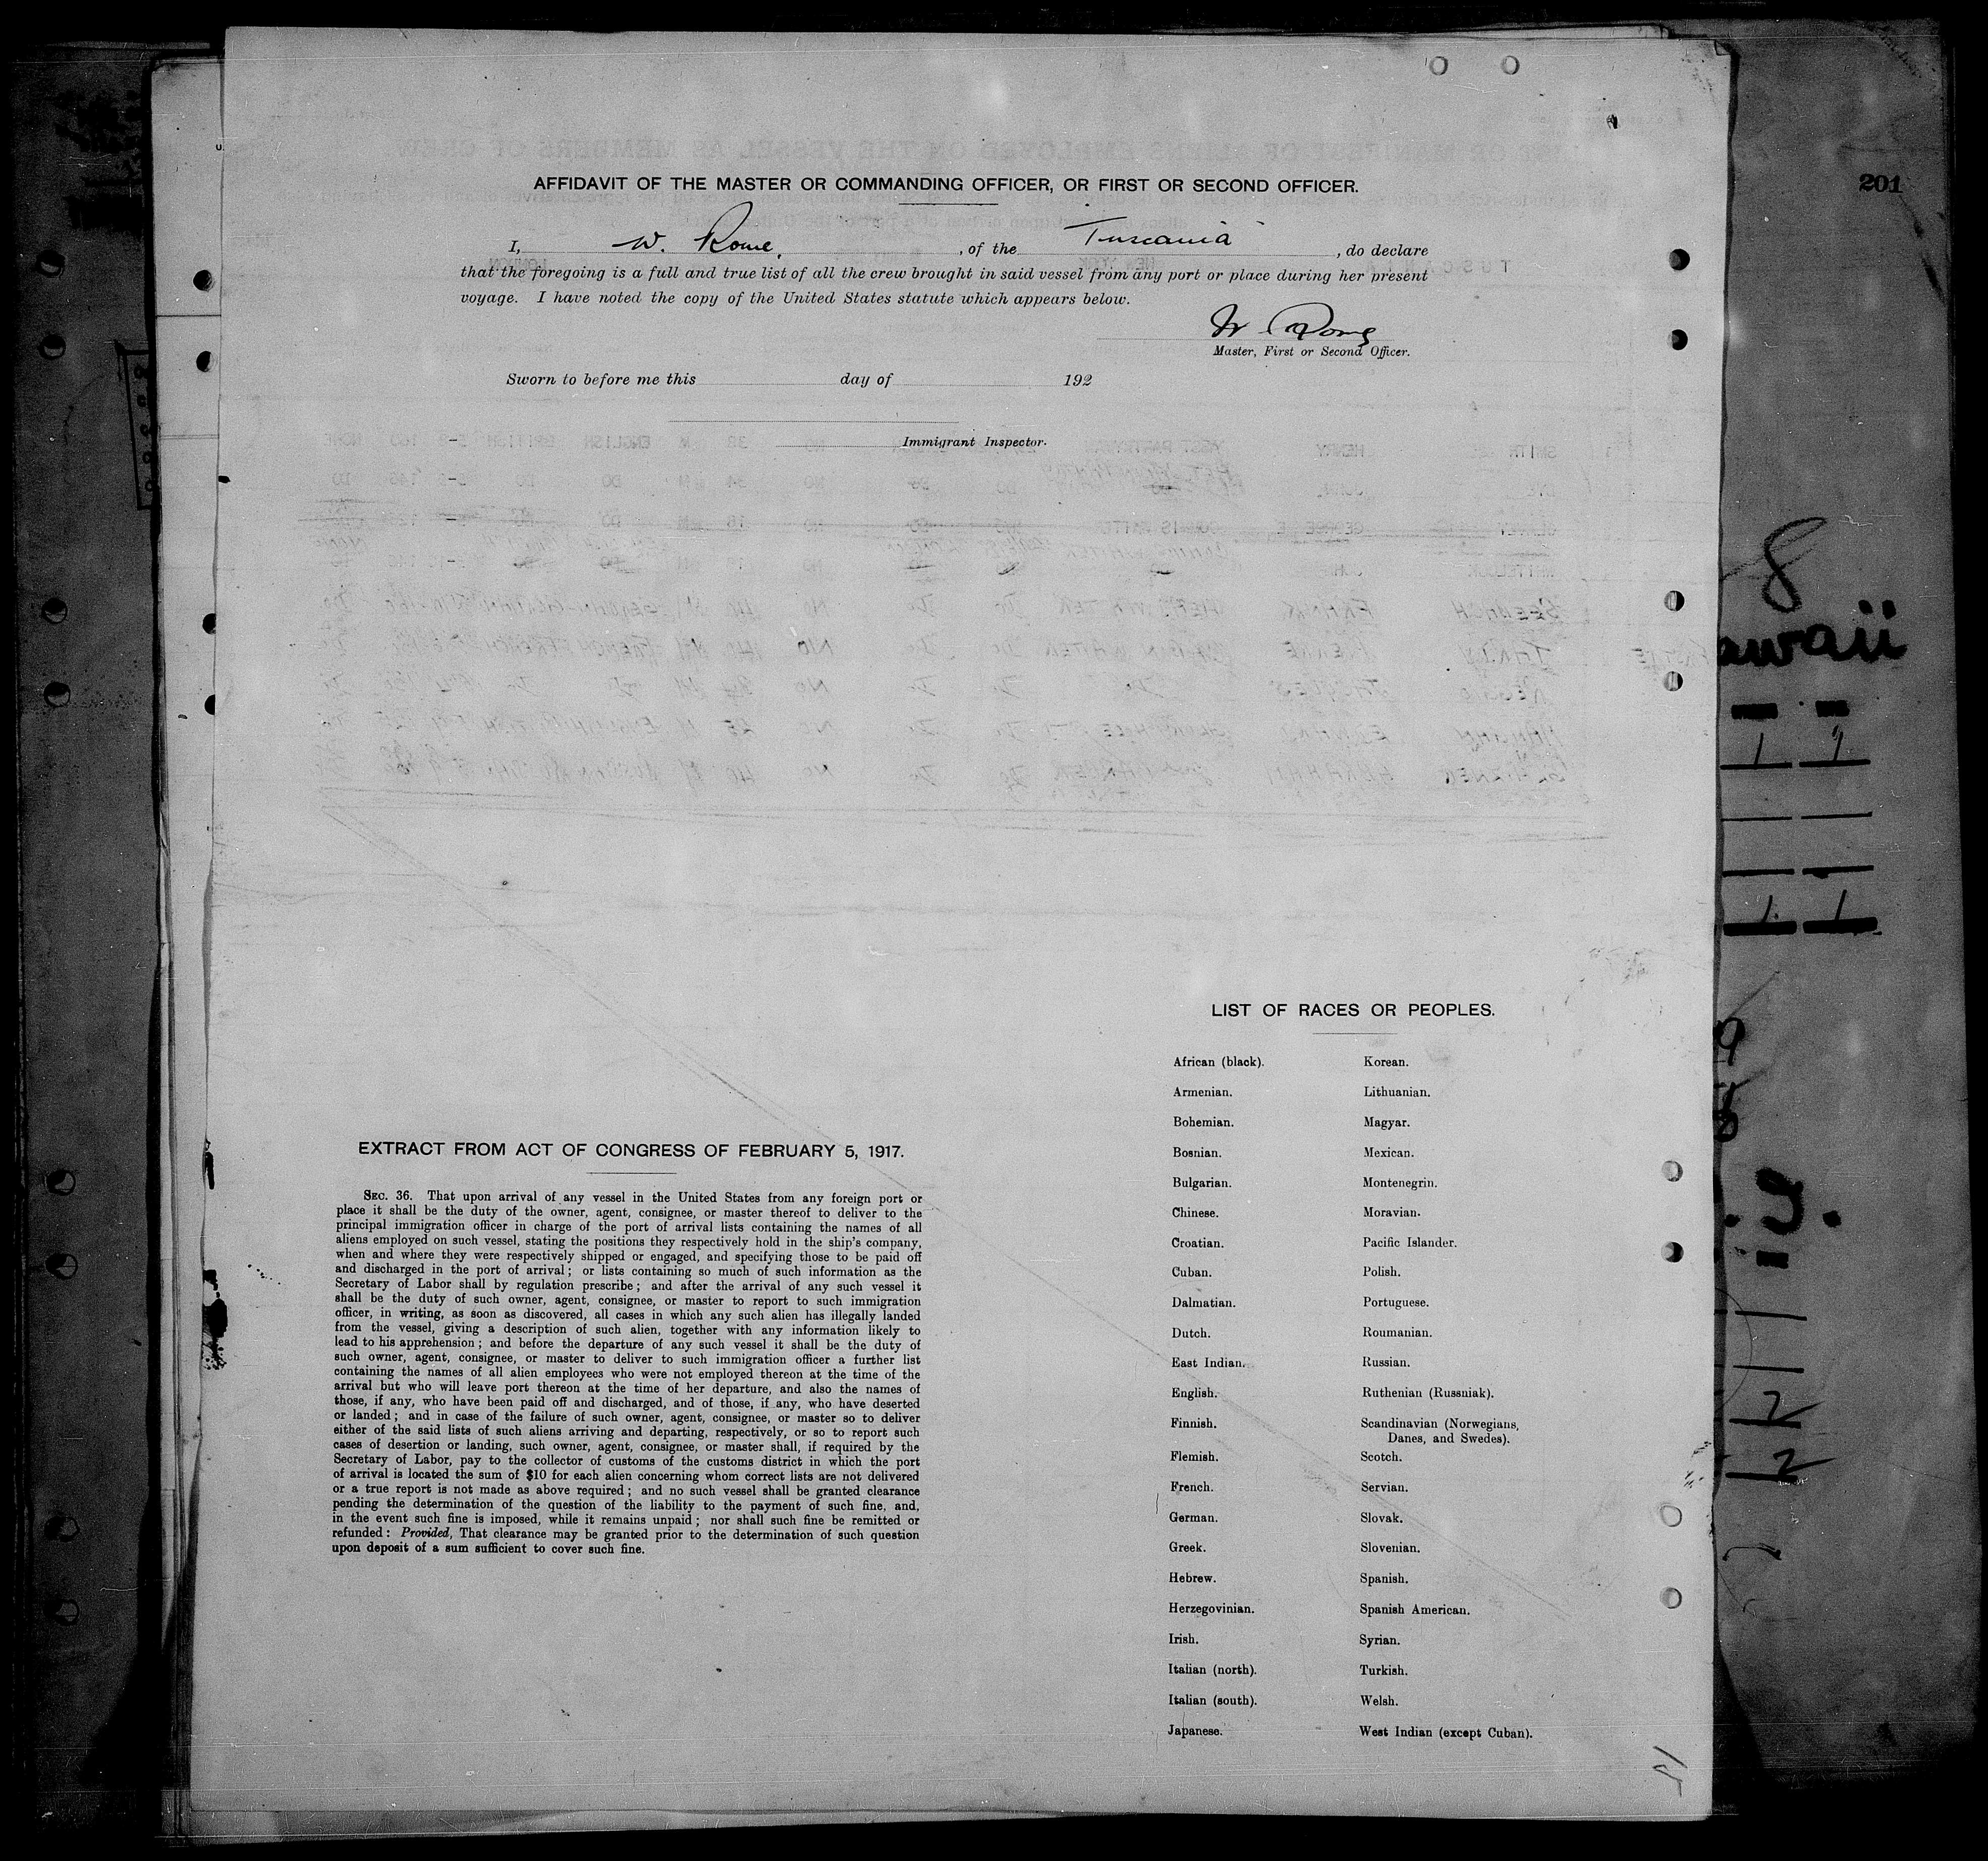 201
AFFIDAVIT OF THE MASTER OR COMMANDING OFFICER, OR FIRST OR SECOND OFFICER.
I, W. Rome, of the Tuscania, do declare
that the foregoing is a full and true list of all the crew brought in said vessel from any port or place during her present
voyage. I have noted the copy of the United States statute which appears below.
W. Rome
Master, First or Second Officer.
Sworn to before me this day of 192
Immigrant Inspector.
8
awaii
LIST OF RACES OR PEOPLES.
African (black). Korean.
Armenian. Lithuanian.
Bohemian. Magyar.
Bosnian. Mexican.
Bulgarian. Montenegrin.
Chinese. Moravian.
Croatian. Pacific Islander.
Cuban. Polish.
Dalmatian. Portuguese.
Dutch. Roumanian.
East Indian. Russian.
English. Ruthenian (Russniak).
Finnish. Scandinavian (Norwegians,
Danes, and Swedes).
Flemish. Scotch.
French. Servian.
German. Slovak.
Greek. Slovenian.
Hebrew. Spanish.
Herzegovinian. Spanish American.
Irish. Syrian.
Italian (north). Turkish.
Italian (south). Welsh.
Japanese. West Indian (except Cuban).
EXTRACT FROM ACT OF CONGRESS OF FEBRUARY 5, 1917.
SEC. 36. That upon arrival of any vessel in the United States from any foreign port or
place it shall be the duty of the owner, agent, consignee, or master thereof to deliver to the
principal immigration officer in charge of the port of arrival lists containing the names of all
aliens employed on such vessel, stating the positions they respectively hold in the ship's company,
when and where they were respectively shipped or engaged, and specifying those to be paid off
and discharged in the port of arrival; or lists containing so much of such information as the
Secretary of Labor shall by regulation prescribe; and after the arrival of any such vessel it
shall be the duty of such owner, agent, consignee, or master to report to such immigration
officer, in writing, as soon as discovered, all cases in which any such alien has illegally landed
from the vessel, giving a description of such alien, together with any information likely to
lead to his apprehension; and before the departure of any such vessel it shall be the duty of
such owner, agent, consignee, or master to deliver to such immigration officer a further list
containing the names of all alien employees who were not employed thereon at the time of the
arrival but who will leave port thereon at the time of her departure, and also the names of
those, if any, who have been paid off and discharged, and of those, if any, who have deserted
or landed; and in case of the failure of such owner, agent, consignee, or master so to deliver
either of the said lists of such aliens arriving and departing, respectively, or so to report such
cases of desertion or landing, such owner, agent, consignee, or master shall, if required by the
Secretary of Labor, pay to the collector of customs of the customs district in which the port
of arrival is located the sum of $10 for each alien concerning whom correct lists are not delivered
or a true report is not made as above required; and no such vessel shall be granted clearance
pending the determination of the question of the liability to the payment of such fine, and,
in the event such fine is imposed, while it remains unpaid; nor shall such fine be remitted or
refunded: Provided, That clearance may be granted prior to the determination of such question
upon deposit of a sum sufficient to cover such fine.
15